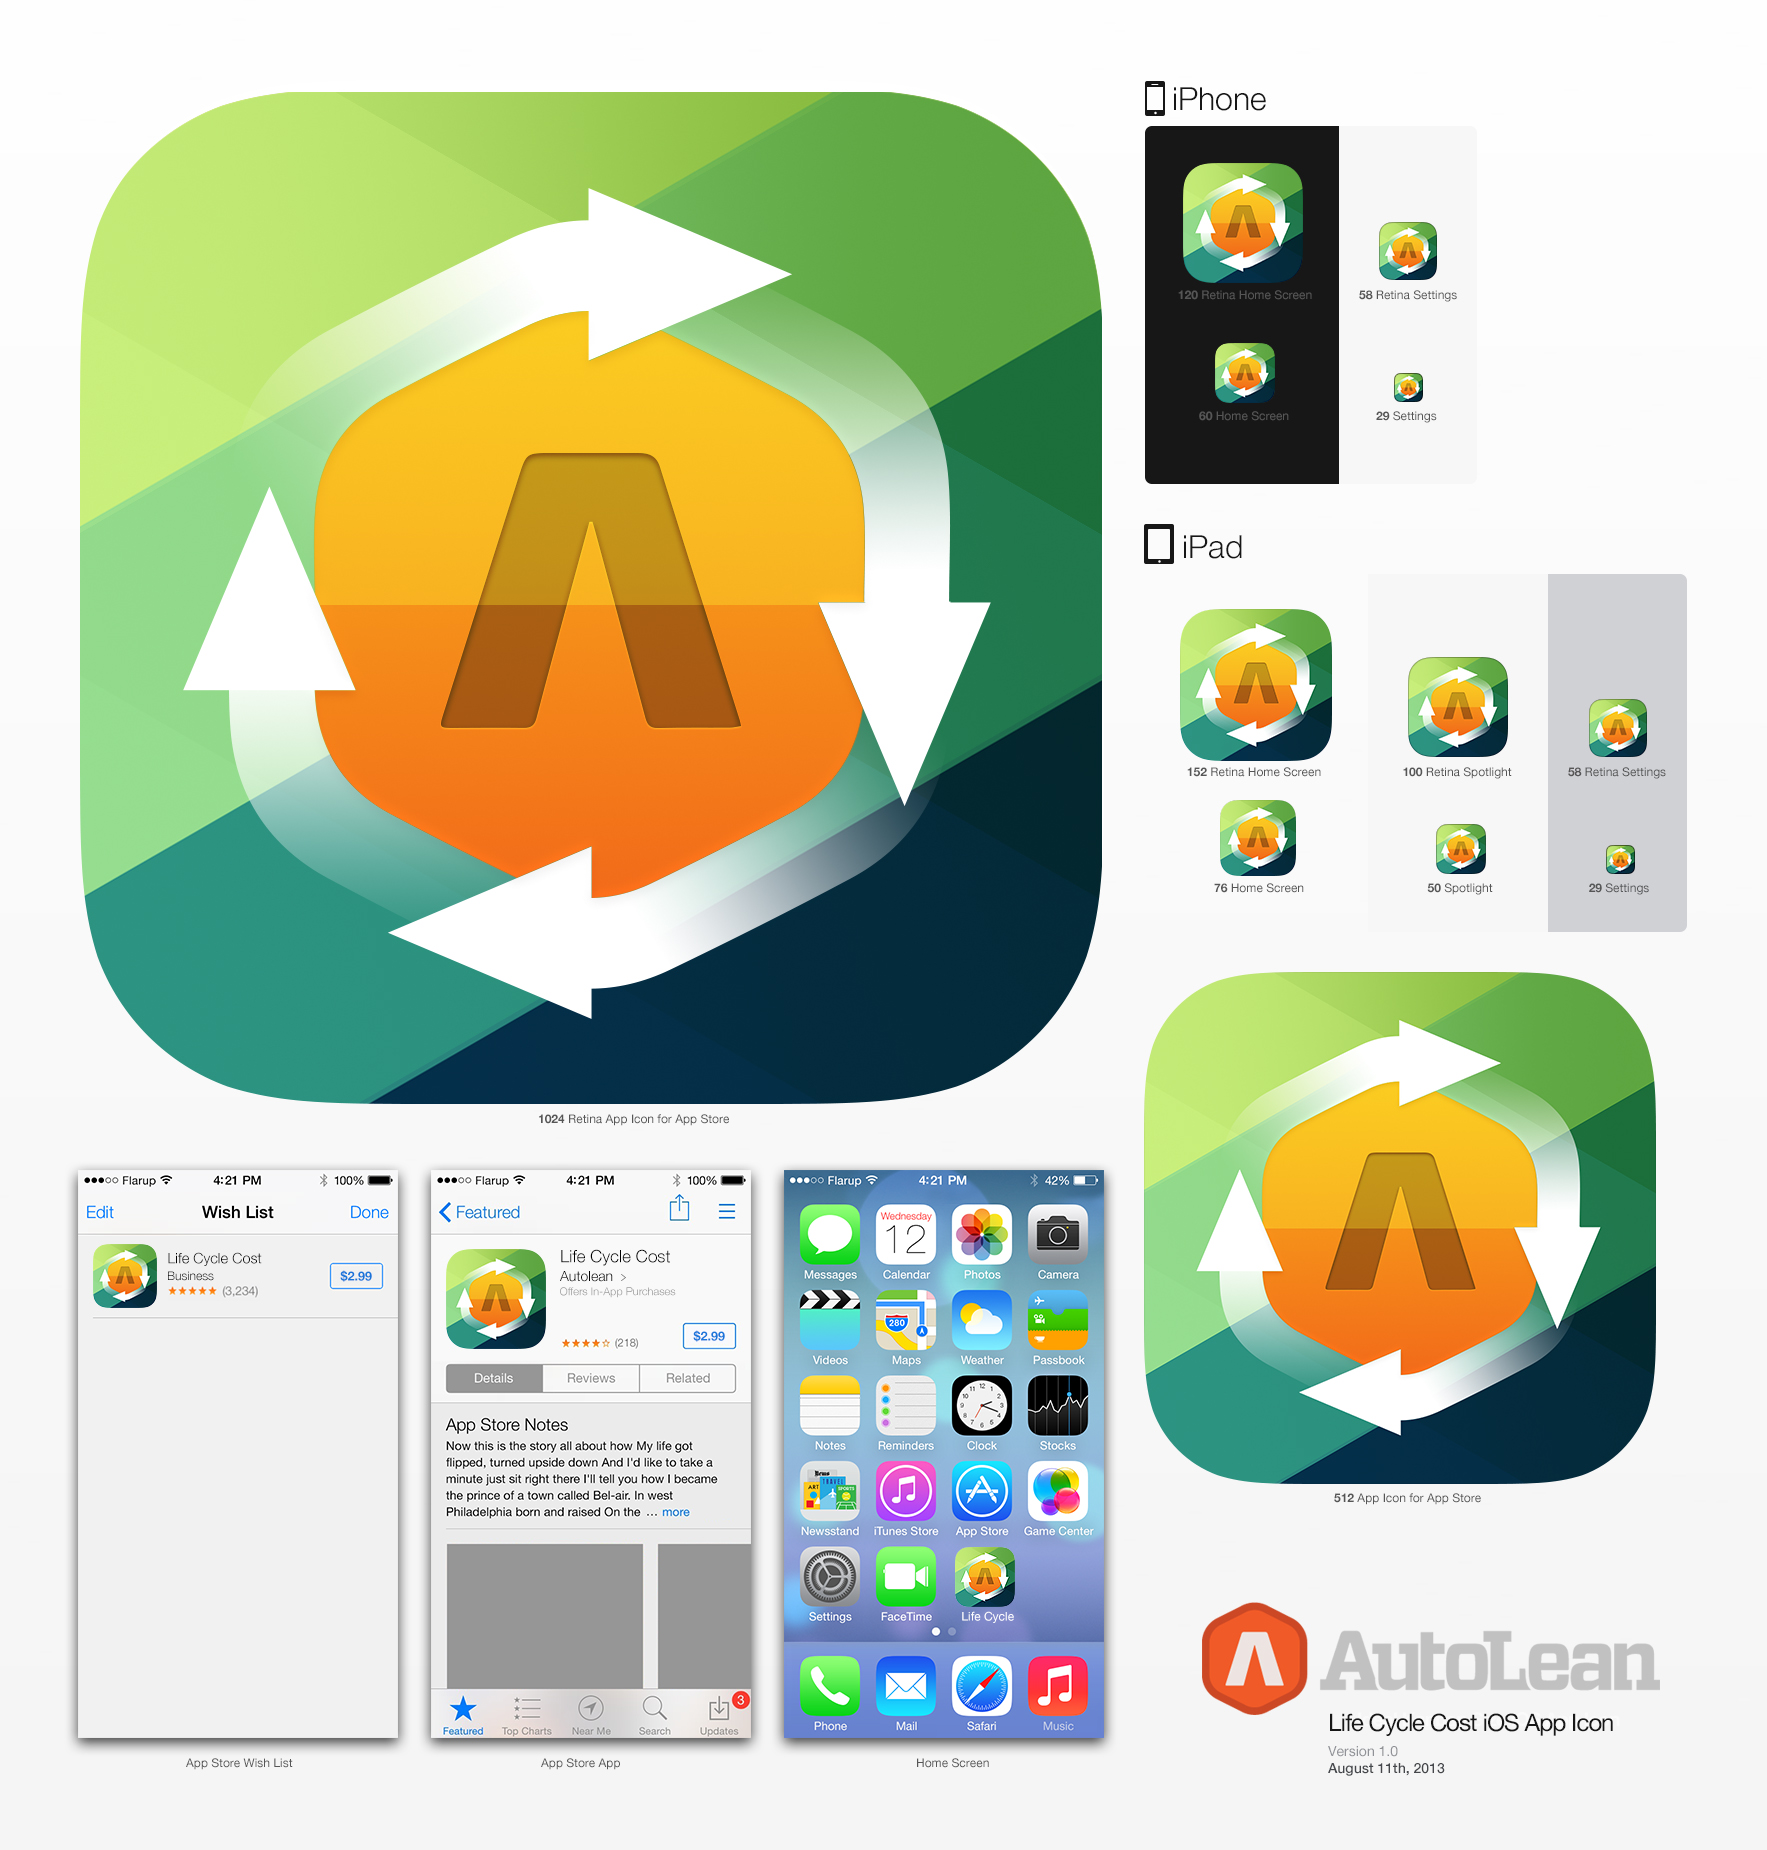 iPhone
120 Retina Home Screen
58 Retina Settings
60 Home Screen
29 Settings
iPad
152 Retina Home Screen
100 Retina Spotlight
58 Retina Settings
76 Home Screen
50 Spotlight
29 Settings
1024 Retina App Icon for App Store
512 App Icon for App Store
Flarup
4:21 PM
100%
Edit
Wish List
Done
Life Cycle Cost
Business
(3,234)
$2.99
App Store Wish List
Flarup
4:21 PM
100%
Featured
Life Cycle Cost
Autolean >
Offers In-App Purchases
(218)
$2.99
Details
Reviews
Related
App Store Notes
Now this is the story all about how My life got
flipped, turned upside down And I'd like to take a
minute just sit right there I'll tell you how I became
the prince of a town called Bel-air. In west
Philadelphia born and raised On the ... more
Featured
Top Charts
Near Me
Search
Updates
3
App Store App
Flarup
4:21 PM
42%
Wednesday
12
Messages
Calendar
Photos
Camera
280
Videos
Maps
Weather
Passbook
Notes
Reminders
Clock
Stocks
News
ART
TRAVEL
SPORTS
Newsstand
iTunes Store
App Store
Game Center
Settings
FaceTime
Life Cycle
Phone
Mail
Safari
Music
Home Screen
AutoLean
Life Cycle Cost iOS App Icon
Version 1.0
August 11th, 2013